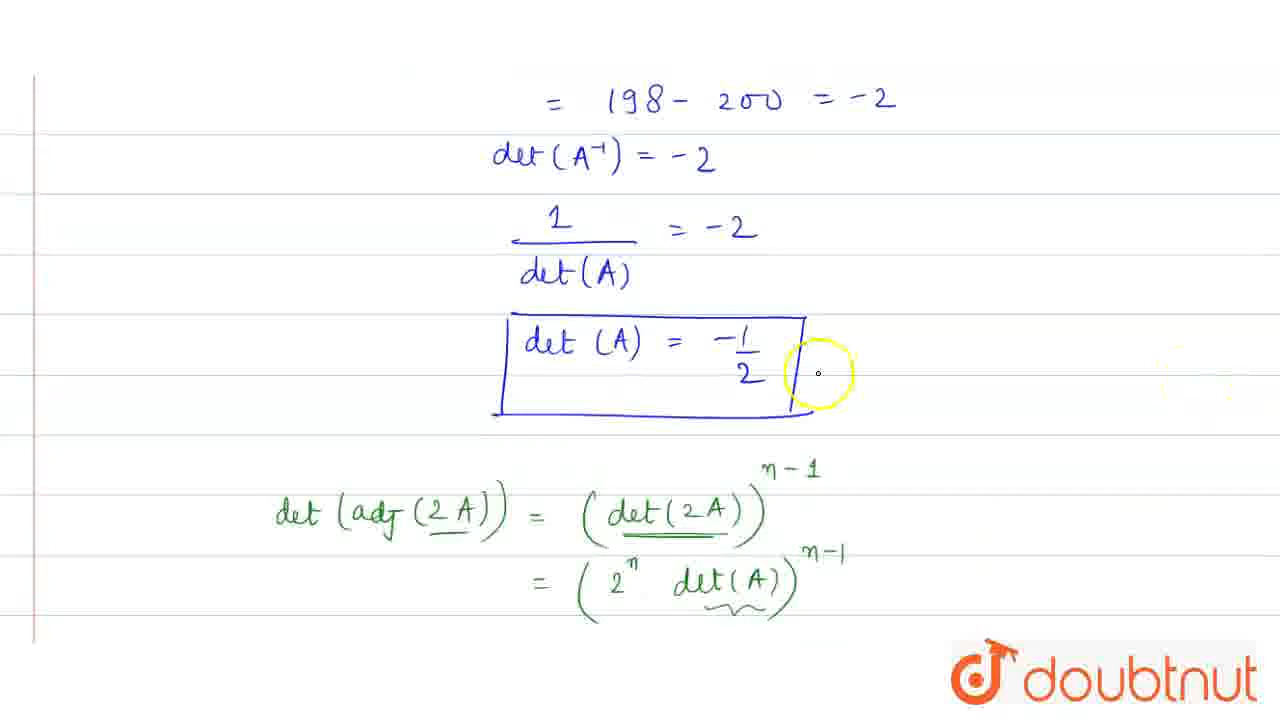 = 198 - 200 = -2
det(A⁻¹) = -2
1
─── = -2
det(A)
det (A) = -1/2
det (adj (2A)) = (det(2A))ⁿ⁻¹
= (2ⁿ det(A))ⁿ⁻¹
doubtnut